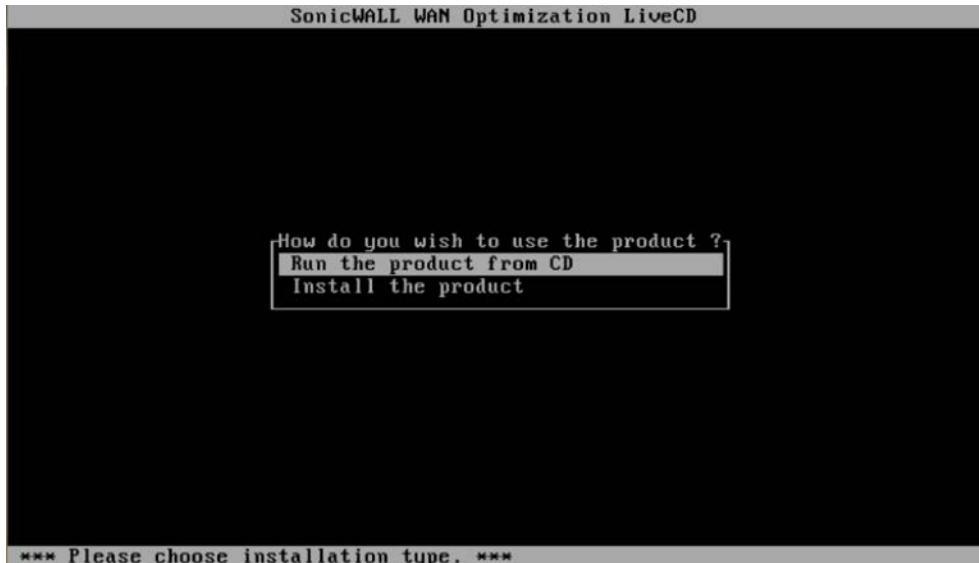 SonicWALL WAN Optimization LiveCD
How do you wish to use the product ?
Run the product from CD
Install the product
*** Please choose installation type. ***